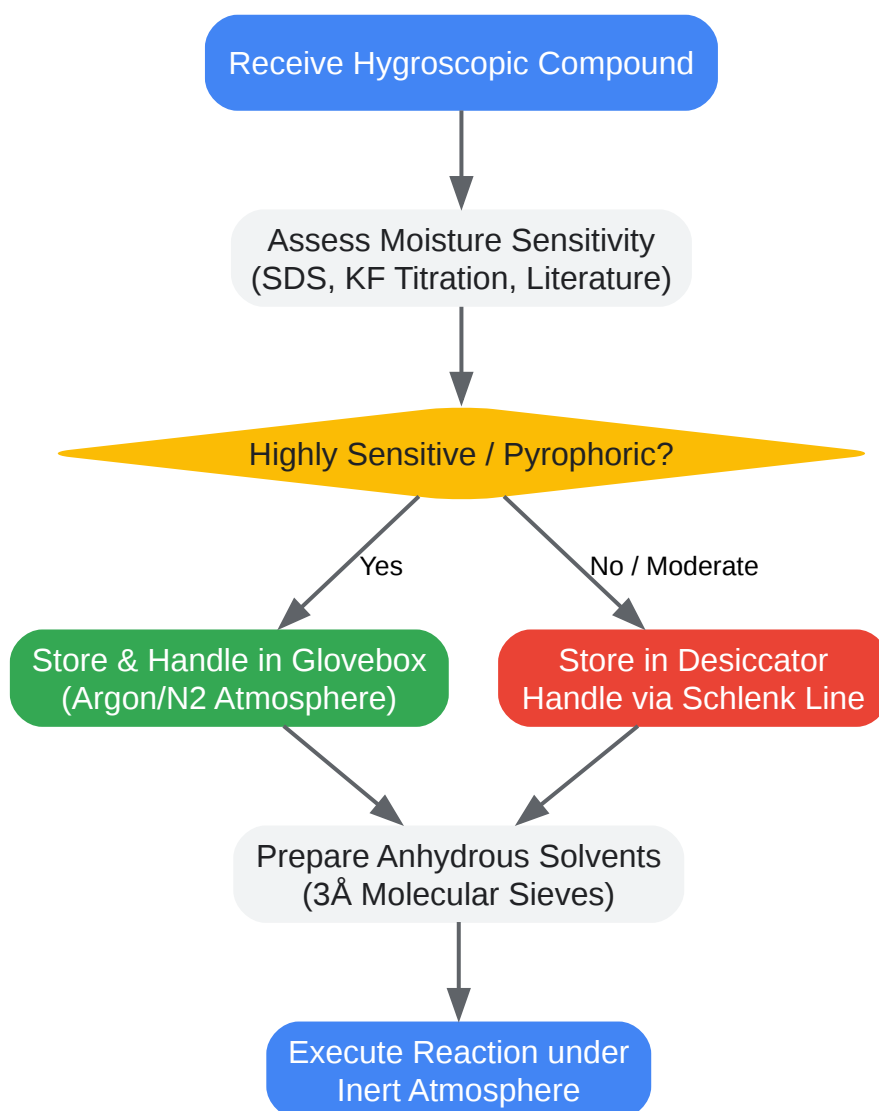 Receive Hygroscopic Compound
Assess Moisture Sensitivity
(SDS, KF Titration, Literature)
Highly Sensitive / Pyrophoric?
Yes
No / Moderate
Store & Handle in Glovebox
(Argon/N2 Atmosphere)
Store in Desiccator
Handle via Schlenk Line
Prepare Anhydrous Solvents
(3Å Molecular Sieves)
Execute Reaction under
Inert Atmosphere